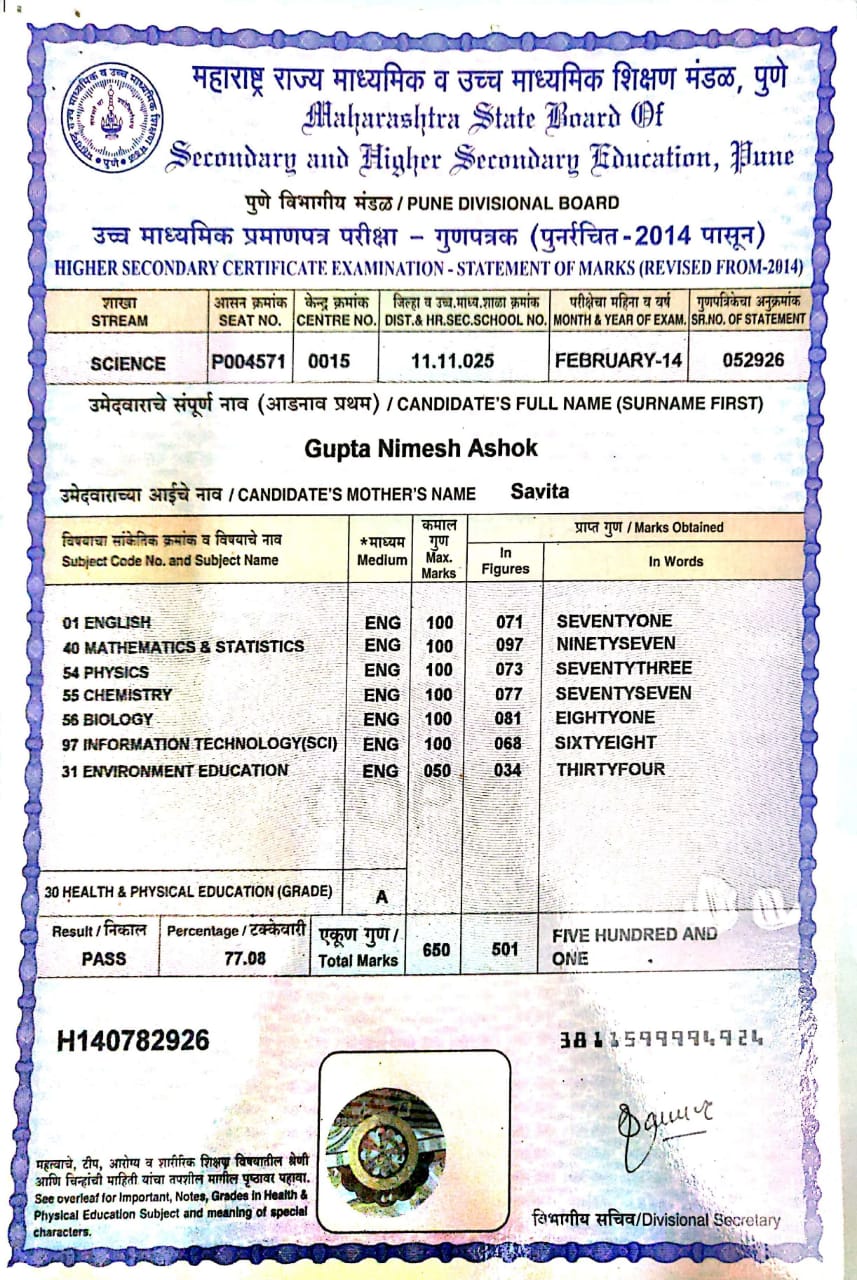 महाराष्ट्र राज्य माध्यमिक व उच्च माध्यमिक शिक्षण मंडळ, पुणे
Maharashtra State Board Of
Secondary and Higher Secondary Education, Pune
पुणे विभागीय मंडळ / PUNE DIVISIONAL BOARD
उच्च माध्यमिक प्रमाणपत्र परीक्षा – गुणपत्रक (पुनर्रचित-2014 पासून)
HIGHER SECONDARY CERTIFICATE EXAMINATION - STATEMENT OF MARKS (REVISED FROM-2014)
शाखा आसन क्रमांक केन्द्र क्रमांक जिल्हा व उच्च.माध्य.शाळा क्रमांक परीक्षेचा महिना व वर्ष गुणपत्रिकेचा अनुक्रमांक
STREAM SEAT NO. CENTRE NO. DIST.& HR.SEC.SCHOOL NO. MONTH & YEAR OF EXAM. SR.NO. OF STATEMENT
SCIENCE P004571 0015 11.11.025 FEBRUARY-14 052926
उमेदवाराचे संपूर्ण नाव (आडनाव प्रथम) / CANDIDATE'S FULL NAME (SURNAME FIRST)
Gupta Nimesh Ashok
उमेदवाराच्या आईचे नाव / CANDIDATE'S MOTHER'S NAME Savita
विषयाचा सांकेतिक क्रमांक व विषयाचे नाव
Subject Code No. and Subject Name
*माध्यम
Medium
कमाल
गुण
Max.
Marks
प्राप्त गुण / Marks Obtained
In
Figures
In Words
01 ENGLISH ENG 100 071 SEVENTYONE
40 MATHEMATICS & STATISTICS ENG 100 097 NINETYSEVEN
54 PHYSICS ENG 100 073 SEVENTYTHREE
55 CHEMISTRY ENG 100 077 SEVENTYSEVEN
56 BIOLOGY ENG 100 081 EIGHTYONE
97 INFORMATION TECHNOLOGY(SCI) ENG 100 068 SIXTYEIGHT
31 ENVIRONMENT EDUCATION ENG 050 034 THIRTYFOUR
30 HEALTH & PHYSICAL EDUCATION (GRADE) A
Result / निकाल
PASS
Percentage / टक्केवारी
77.08
एकूण गुण /
Total Marks
650 501
FIVE HUNDRED AND
ONE
H140782926
3811599994924
महत्वाचे, टीप, आरोग्य व शारीरिक शिक्षण विषयातील श्रेणी
आणि चिन्हांची माहिती यांचा तपशील मागील पृष्ठावर पहावा.
See overleaf for Important, Notes, Grades in Health &
Physical Education Subject and meaning of special
characters.
विभागीय सचिव/Divisional Secretary